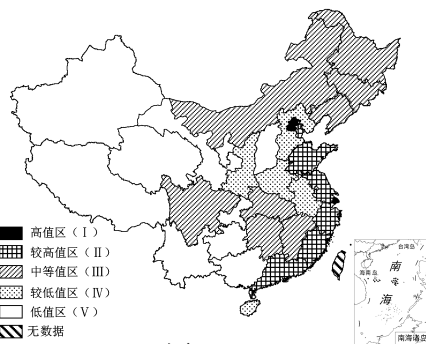 高值区（Ⅰ）
较高值区（Ⅱ）
中等值区（Ⅲ）
较低值区（Ⅳ）
低值区（Ⅴ）
无数据
台湾岛
海南岛
南
海
南海诸岛